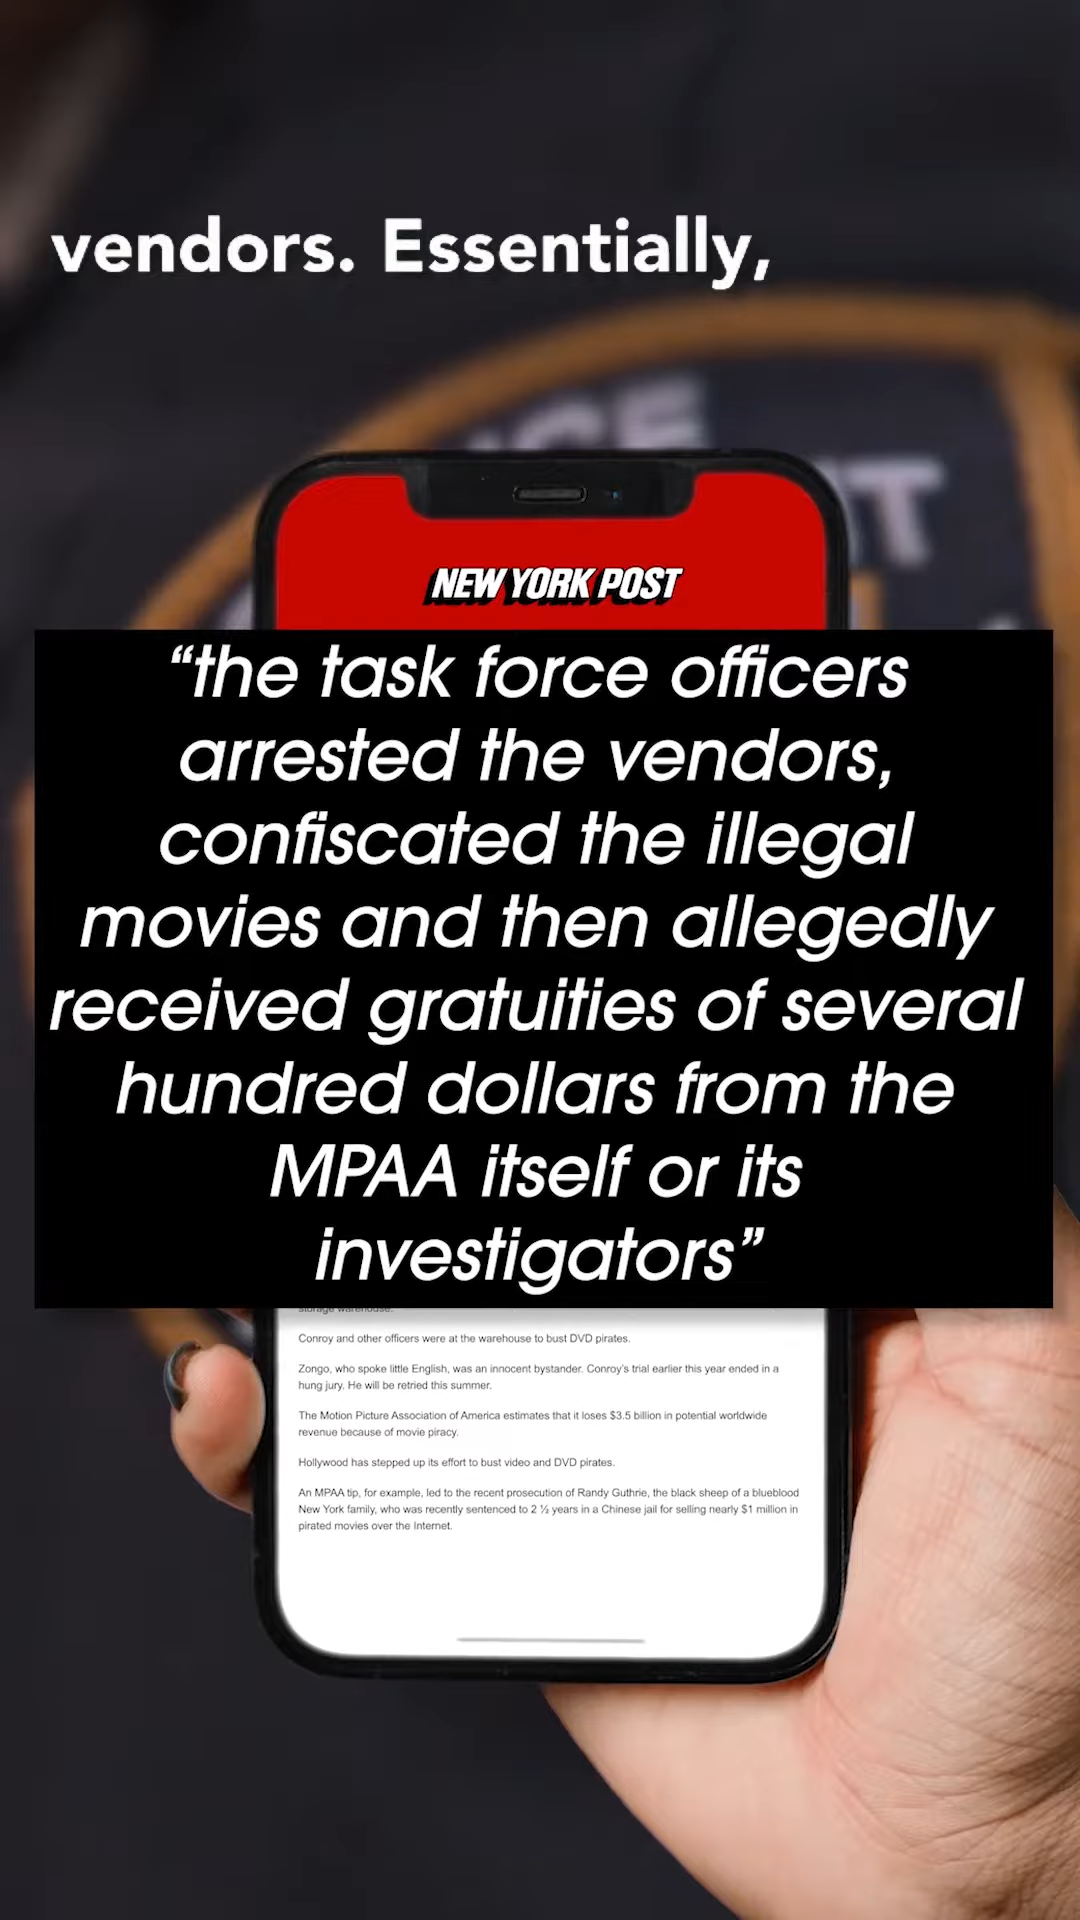 vendors. Essentially,
NEW YORK POST
“the task force officers
arrested the vendors,
confiscated the illegal
movies and then allegedly
received gratuities of several
hundred dollars from the
MPAA itself or its
investigators”
storage warehouse.
Conroy and other officers were at the warehouse to bust DVD pirates.
Zongo, who spoke little English, was an innocent bystander. Conroy's trial earlier this year ended in a
hung jury. He will be retried this summer.
The Motion Picture Association of America estimates that it loses $3.5 billion in potential worldwide
revenue because of movie piracy.
Hollywood has stepped up its effort to bust video and DVD pirates.
An MPAA tip, for example, led to the recent prosecution of Randy Guthrie, the black sheep of a blueblood
New York family, who was recently sentenced to 2 ½ years in a Chinese jail for selling nearly $1 million in
pirated movies over the Internet.